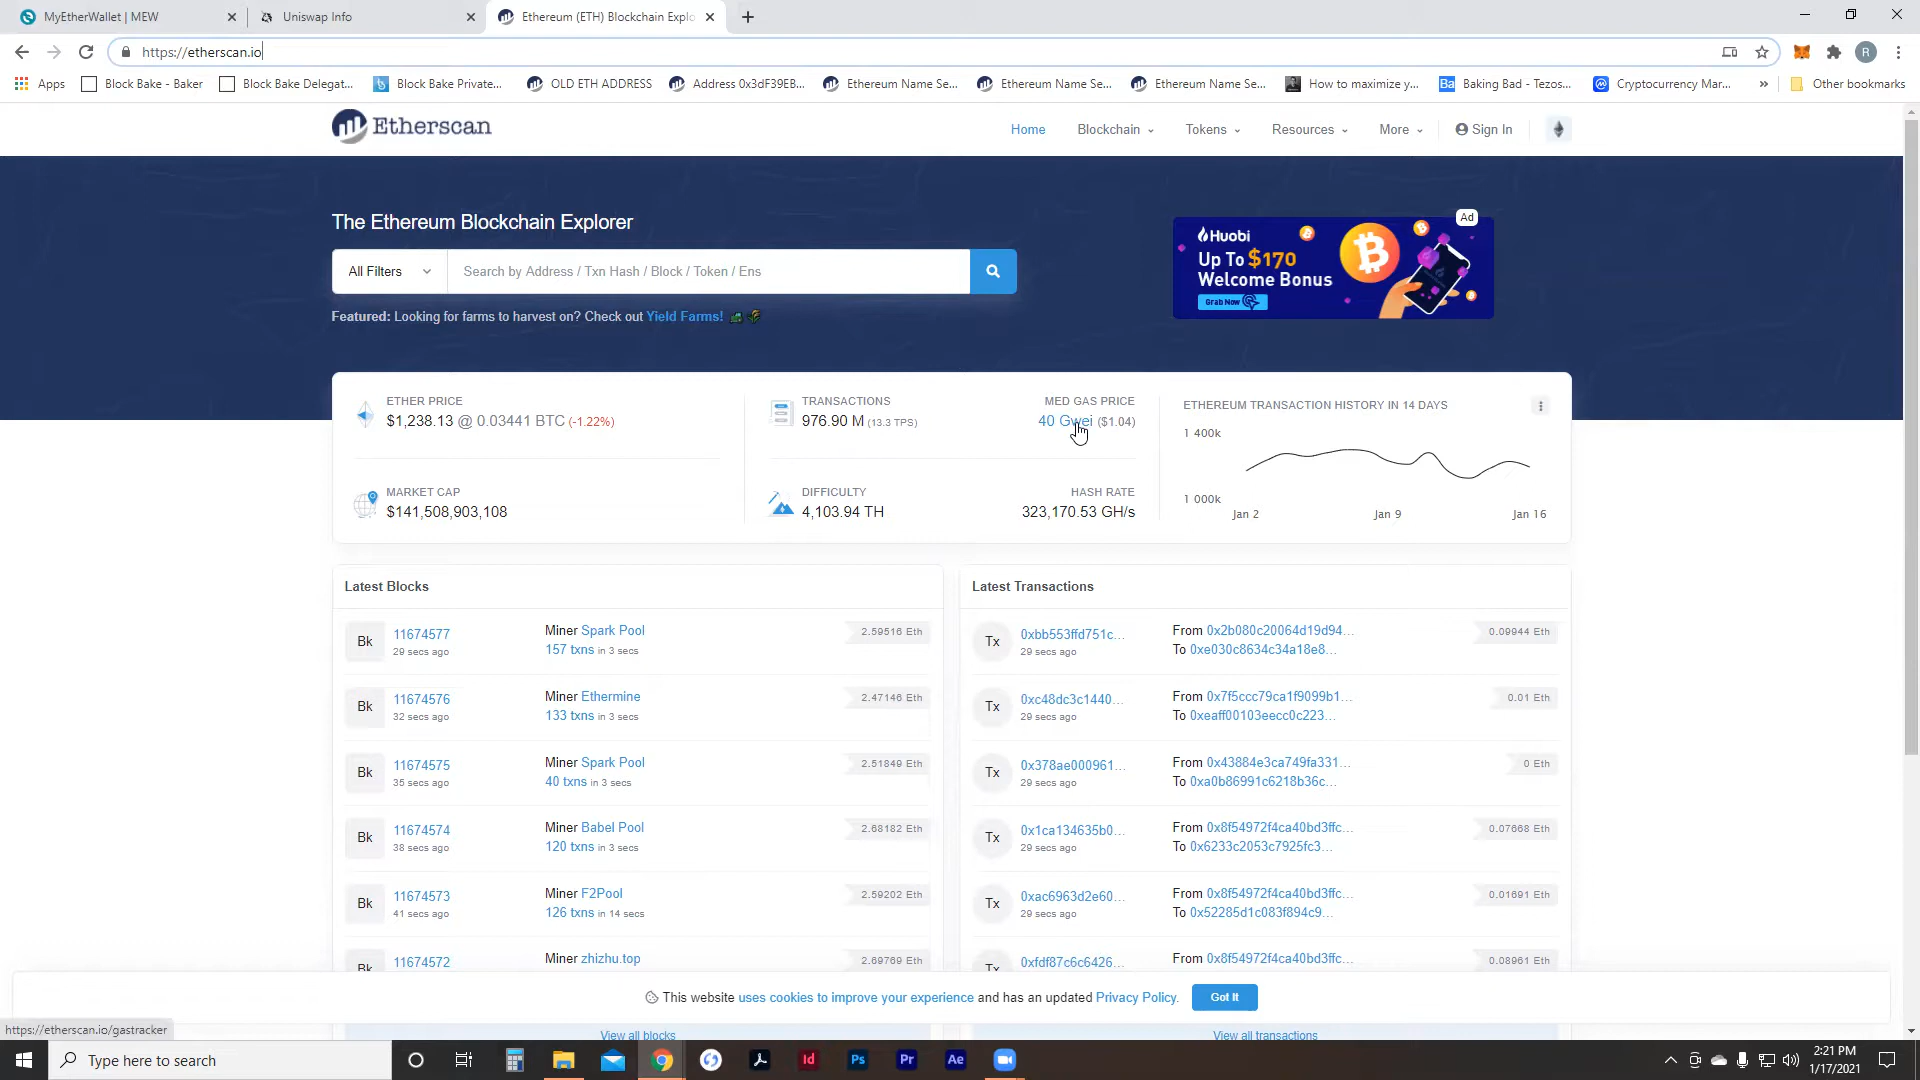 MyEtherWallet | MEW
Uniswap Info
Ethereum (ETH) Blockchain Explo
https://etherscan.io
R
Apps
Block Bake - Baker
Block Bake Delegat...
Block Bake Private...
OLD ETH ADDRESS
Address 0x3dF39EB...
Ethereum Name Se...
Ethereum Name Se...
Ethereum Name Se...
How to maximize y...
Ba
Baking Bad - Tezos...
Cryptocurrency Mar...
»
Other bookmarks
Etherscan
Home
Blockchain
Tokens
Resources
More
Sign In
The Ethereum Blockchain Explorer
All Filters
Search by Address / Txn Hash / Block / Token / Ens
Featured: Looking for farms to harvest on? Check out Yield Farms!
Ad
Huobi
Up To $170
Welcome Bonus
Grab Now
ETHER PRICE
$1,238.13 @ 0.03441 BTC (-1.22%)
MARKET CAP
$141,508,903,108
TRANSACTIONS
976.90 M (13.3 TPS)
MED GAS PRICE
40 Gwei ($1.04)
DIFFICULTY
4,103.94 TH
HASH RATE
323,170.53 GH/s
ETHEREUM TRANSACTION HISTORY IN 14 DAYS
1 400k
1 000k
Jan 2
Jan 9
Jan 16
Latest Blocks
Bk
11674577
29 secs ago
Miner Spark Pool
157 txns in 3 secs
2.59516 Eth
Bk
11674576
32 secs ago
Miner Ethermine
133 txns in 3 secs
2.47146 Eth
Bk
11674575
35 secs ago
Miner Spark Pool
40 txns in 3 secs
2.51849 Eth
Bk
11674574
38 secs ago
Miner Babel Pool
120 txns in 3 secs
2.68182 Eth
Bk
11674573
41 secs ago
Miner F2Pool
126 txns in 14 secs
2.59202 Eth
Bk
11674572
Miner zhizhu.top
2.69769 Eth
View all blocks
Latest Transactions
Tx
0xbb553ffd751c...
29 secs ago
From 0x2b080c20064d19d94...
To 0xe030c8634c34a18e8...
0.09944 Eth
Tx
0xc48dc3c1440...
29 secs ago
From 0x7f5ccc79ca1f9099b1...
To 0xeaff00103eecc0c223...
0.01 Eth
Tx
0x378ae000961...
29 secs ago
From 0x43884e3ca749fa331...
To 0xa0b86991c6218b36c...
0 Eth
Tx
0x1ca134635b0...
29 secs ago
From 0x8f54972f4ca40bd3ffc...
To 0x6233c2053c7925fc3...
0.07668 Eth
Tx
0xac6963d2e60...
29 secs ago
From 0x8f54972f4ca40bd3ffc...
To 0x52285d1c083f894c9...
0.01691 Eth
Tx
0xfdf87c6c6426...
From 0x8f54972f4ca40bd3ffc...
0.08961 Eth
View all transactions
This website uses cookies to improve your experience and has an updated Privacy Policy.
Got It
https://etherscan.io/gastracker
Type here to search
Id
Ps
Pr
Ae
2:21 PM
1/17/2021